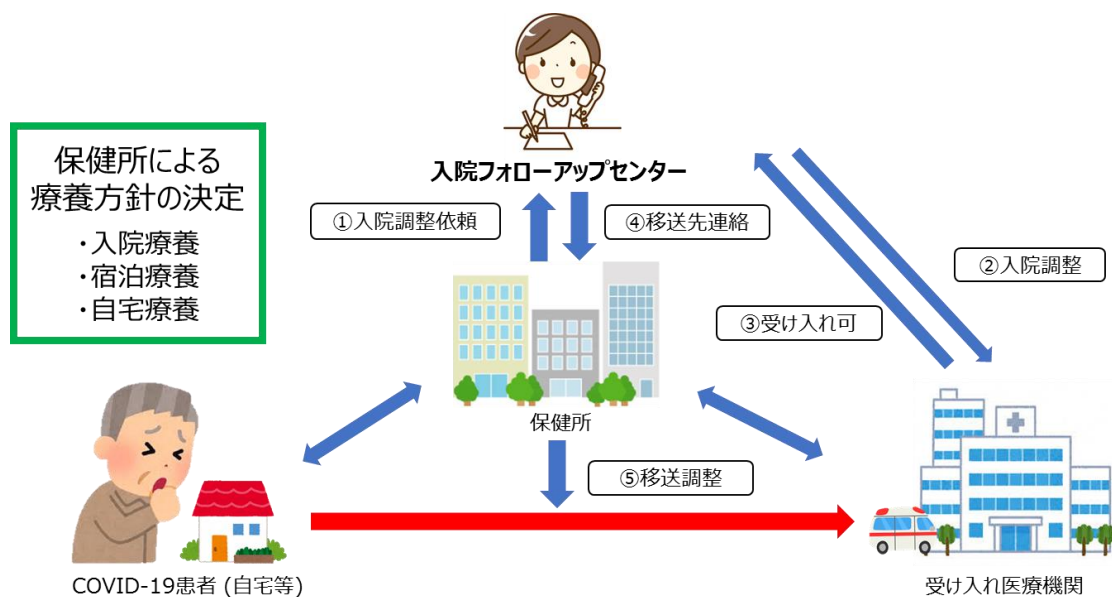 入院フォローアップセンター
保健所による
療養方針の決定
・入院療養
・宿泊療養
・自宅療養
①入院調整依頼
④移送先連絡
②入院調整
③受け入れ可
保健所
⑤移送調整
COVID-19患者 (自宅等)
受け入れ医療機関